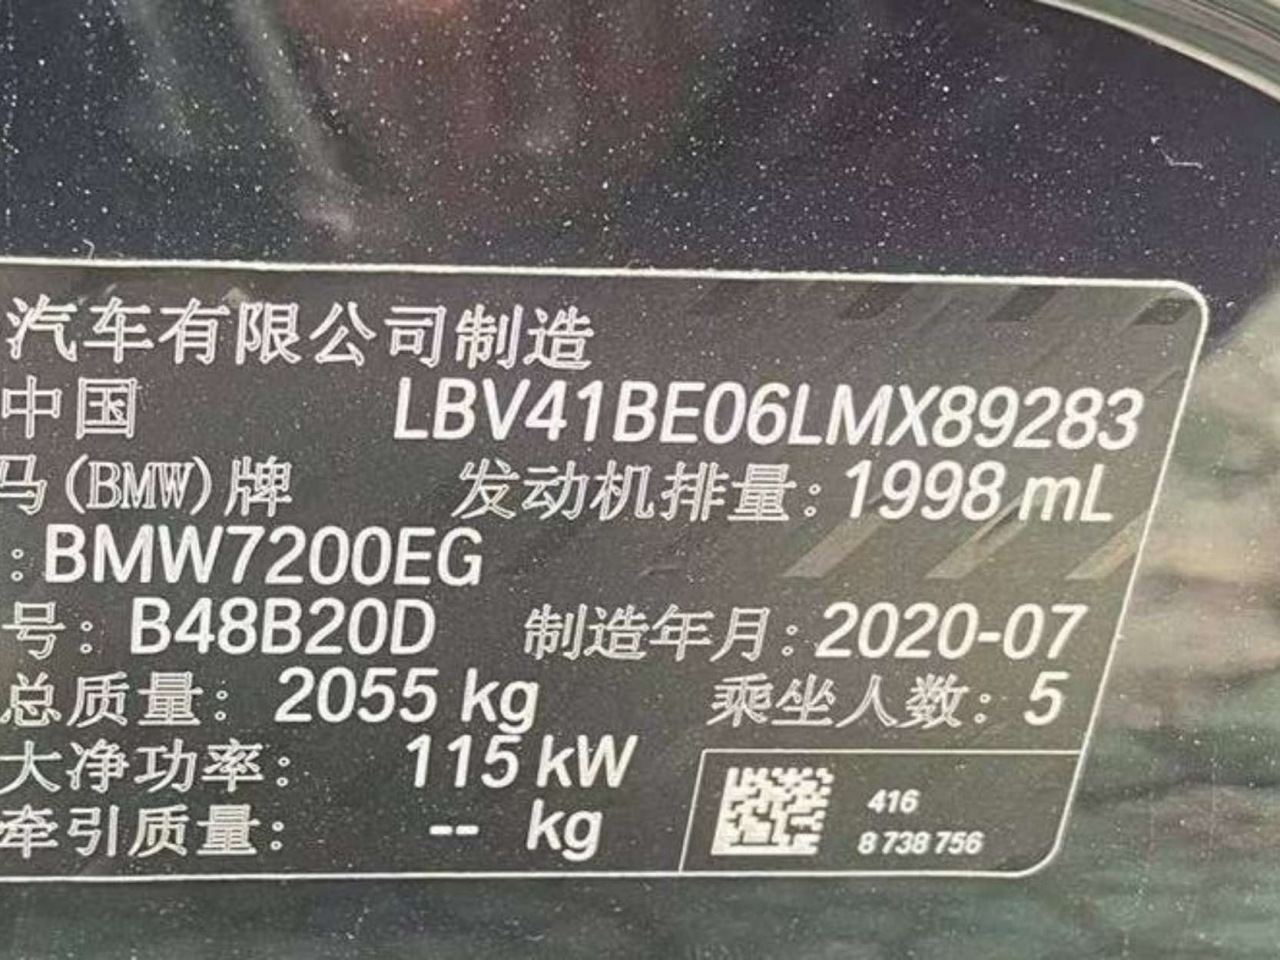 汽车有限公司制造
中国 LBV41BE06LMX89283
马(BMW)牌 发动机排量: 1998 mL
: BMW7200EG
号: B48B20D 制造年月: 2020-07
总质量: 2055 kg 乘坐人数: 5
大净功率: 115 kW
牵引质量: -- kg
416
8 738 756